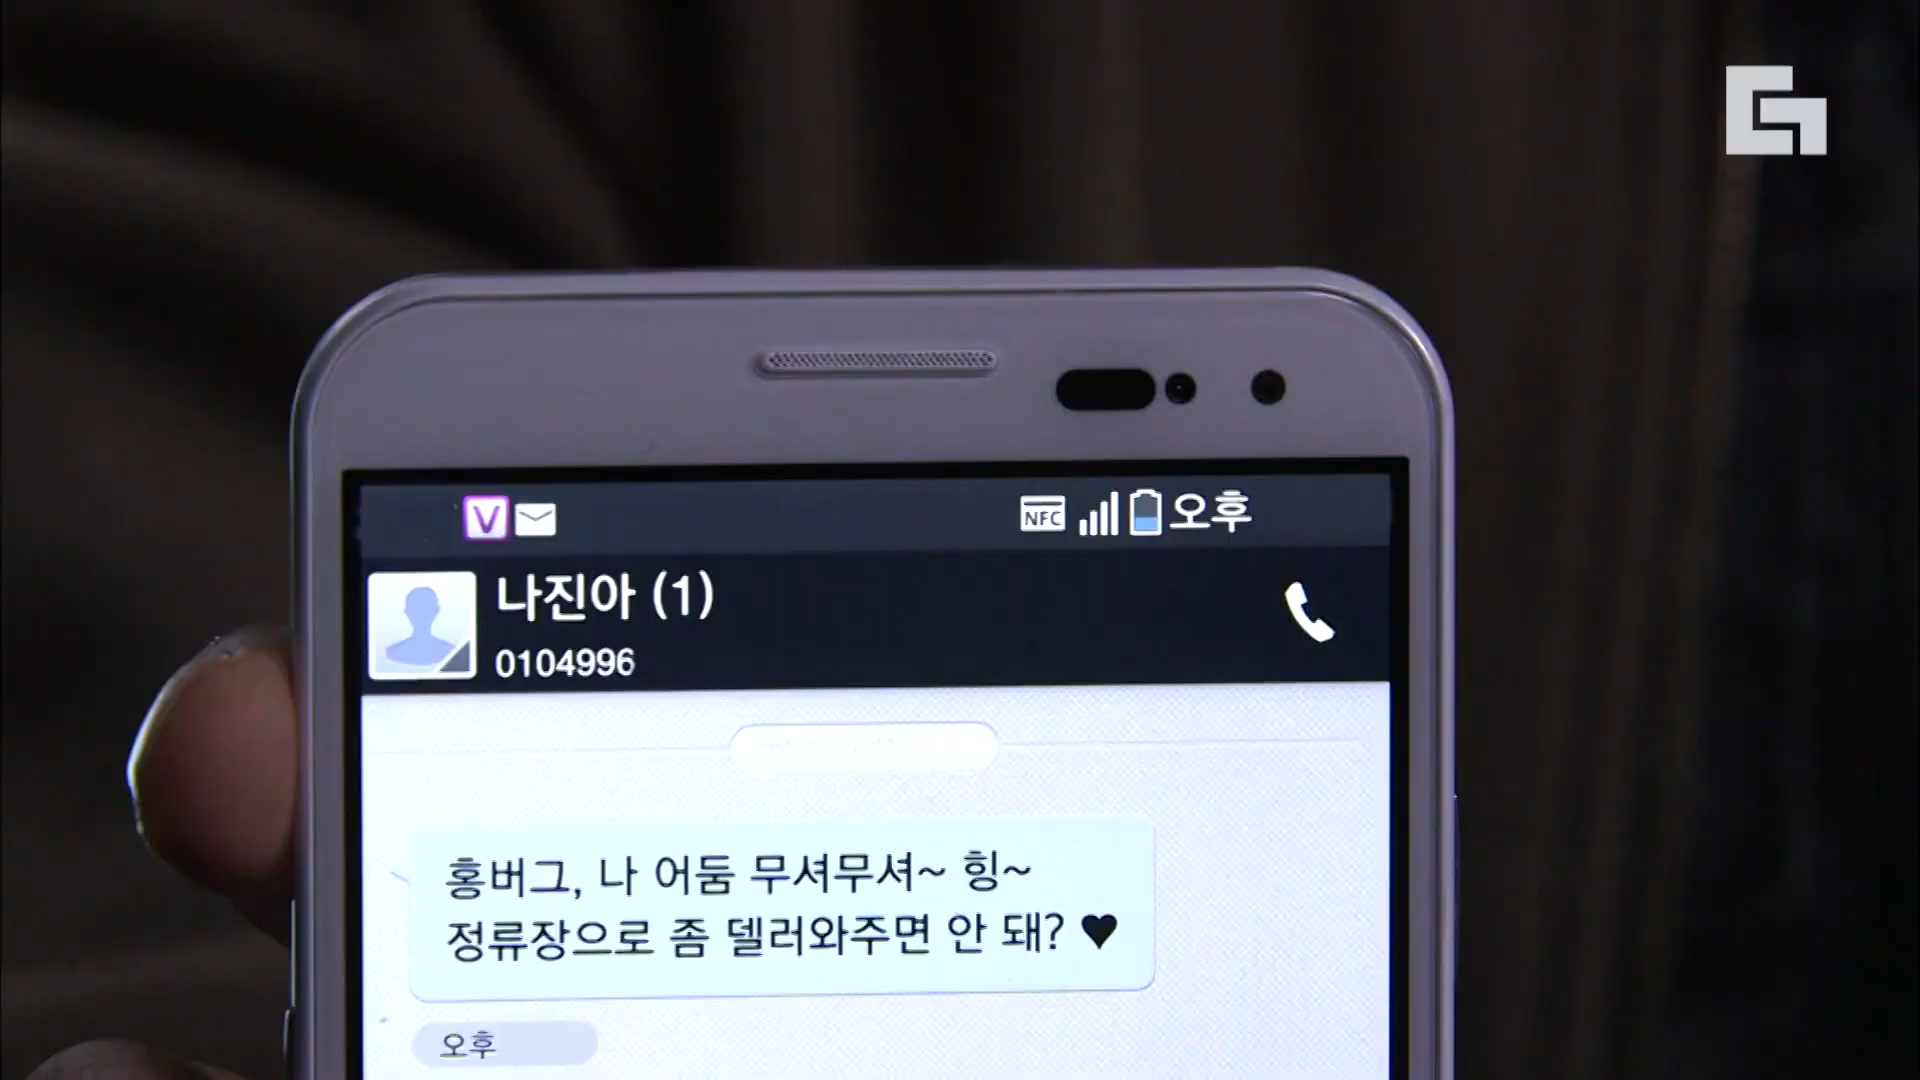 V
NFC 오후
나진아 (1)
0104996
홍버그, 나 어둠 무셔무셔~ 힝~
정류장으로 좀 델러와주면 안 돼? ♥
오후